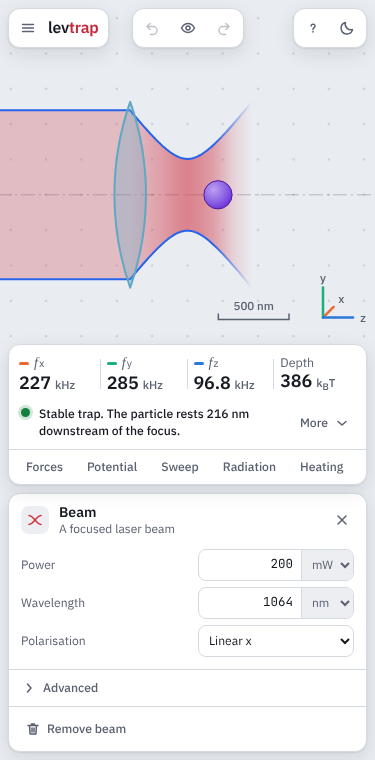 levtrap
?
500 nm
y
x
z
fx
fy
fz
Depth
227 kHz
285 kHz
96.8 kHz
386 kBT
Stable trap. The particle rests 216 nm
downstream of the focus.
More
Forces
Potential
Sweep
Radiation
Heating
Beam
A focused laser beam
Power
200
mW
Wavelength
1064
nm
Polarisation
Linear x
Advanced
Remove beam